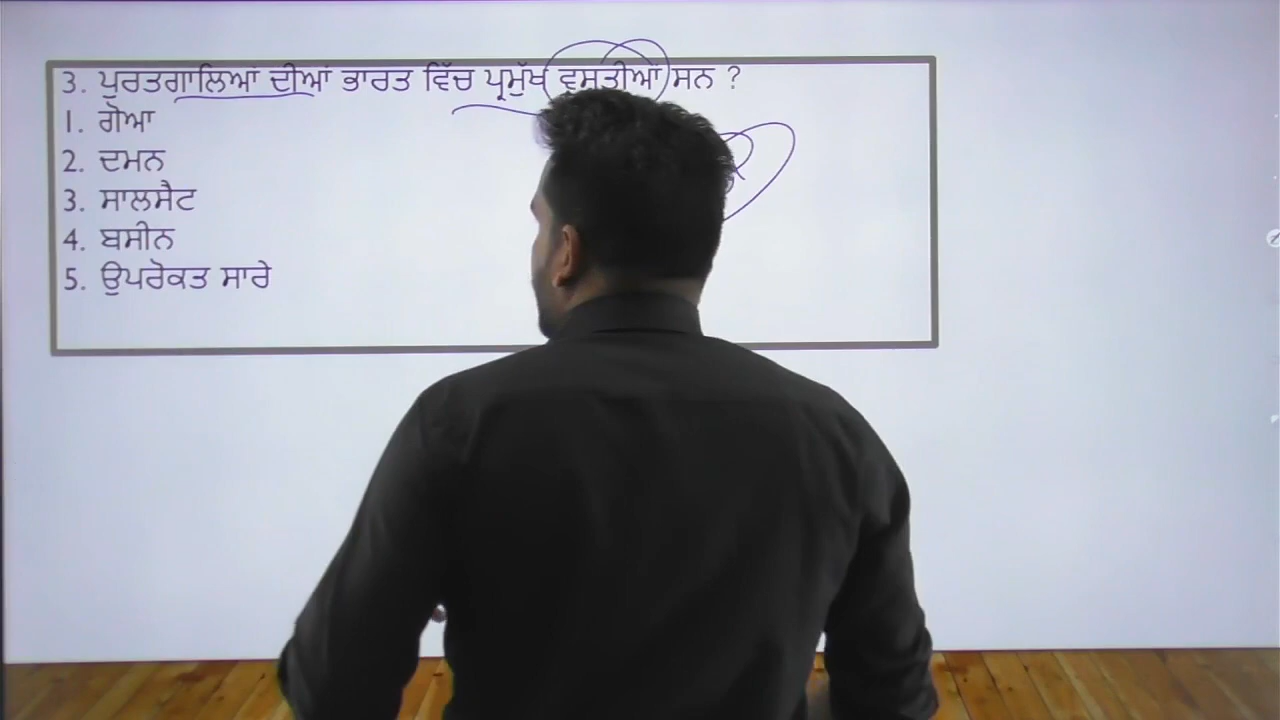 3. ਪੁਰਤਗਾਲਿਆਂ ਦੀਆਂ ਭਾਰਤ ਵਿੱਚ ਪ੍ਰਮੁੱਖ ਵਸਤੀਆਂ ਸਨ ?
1. ਗੋਆ
2. ਦਮਨ
3. ਸਾਲਸੈਟ
4. ਬਸੀਨ
5. ਉਪਰੋਕਤ ਸਾਰੇ